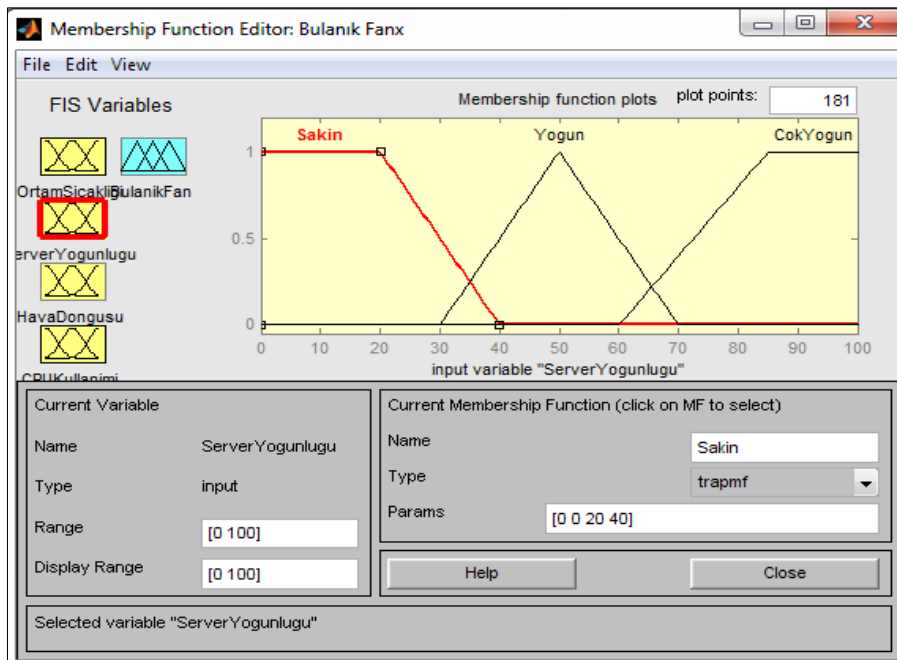 Membership Function Editor: Bulanık Fanx
File Edit View
FIS Variables
Membership function plots plot points: 181
OrtamSicakligi BulanikFan
erverYogunlugu
HavaDongusu
CPUKullanimi
Sakin Yogun CokYogun
1
0.5
0
0 10 20 30 40 50 60 70 80 90 100
input variable "ServerYogunlugu"
Current Variable
Name ServerYogunlugu
Type input
Range [0 100]
Display Range [0 100]
Current Membership Function (click on MF to select)
Name Sakin
Type trapmf
Params [0 0 20 40]
Help Close
Selected variable "ServerYogunlugu"